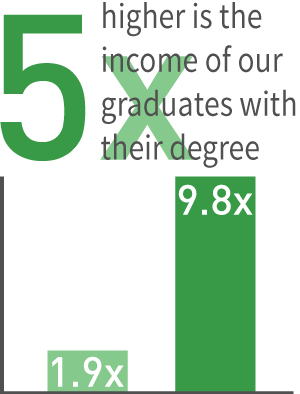 5x
higher is the
income of our
graduates with
their degree
9.8x
1.9x